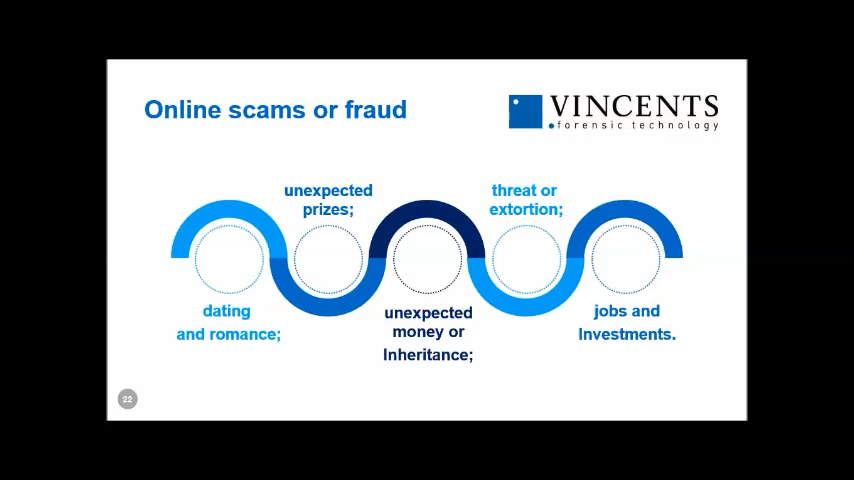 Online scams or fraud
VINCENTS
forensic technology
unexpected
prizes;
threat or
extortion;
dating
and romance;
unexpected
money or
Inheritance;
jobs and
Investments.
22